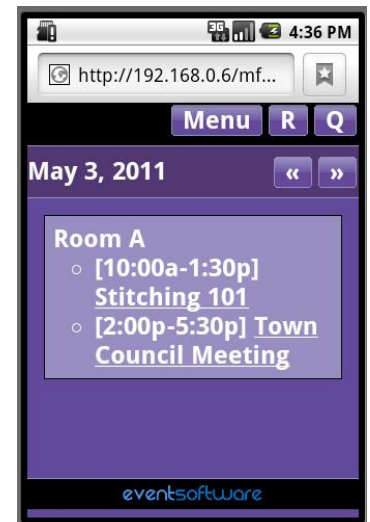 3G 4:36 PM
http://192.168.0.6/mf...
Menu R Q
May 3, 2011 « »
Room A
[10:00a-1:30p]
Stitching 101
[2:00p-5:30p] Town
Council Meeting
eventsoftware